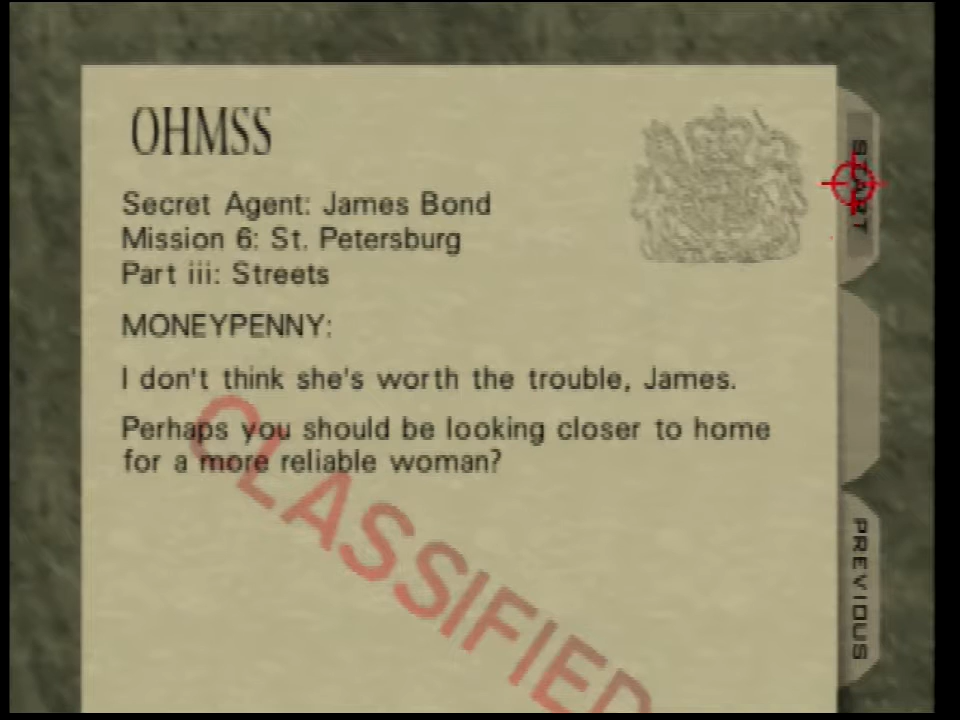 OHMSS
Secret Agent: James Bond
Mission 6: St. Petersburg
Part iii: Streets
MONEYPENNY:
I don't think she's worth the trouble, James.
Perhaps you should be looking closer to home
for a more reliable woman?
CLASSIFIED
START
PREVIOUS